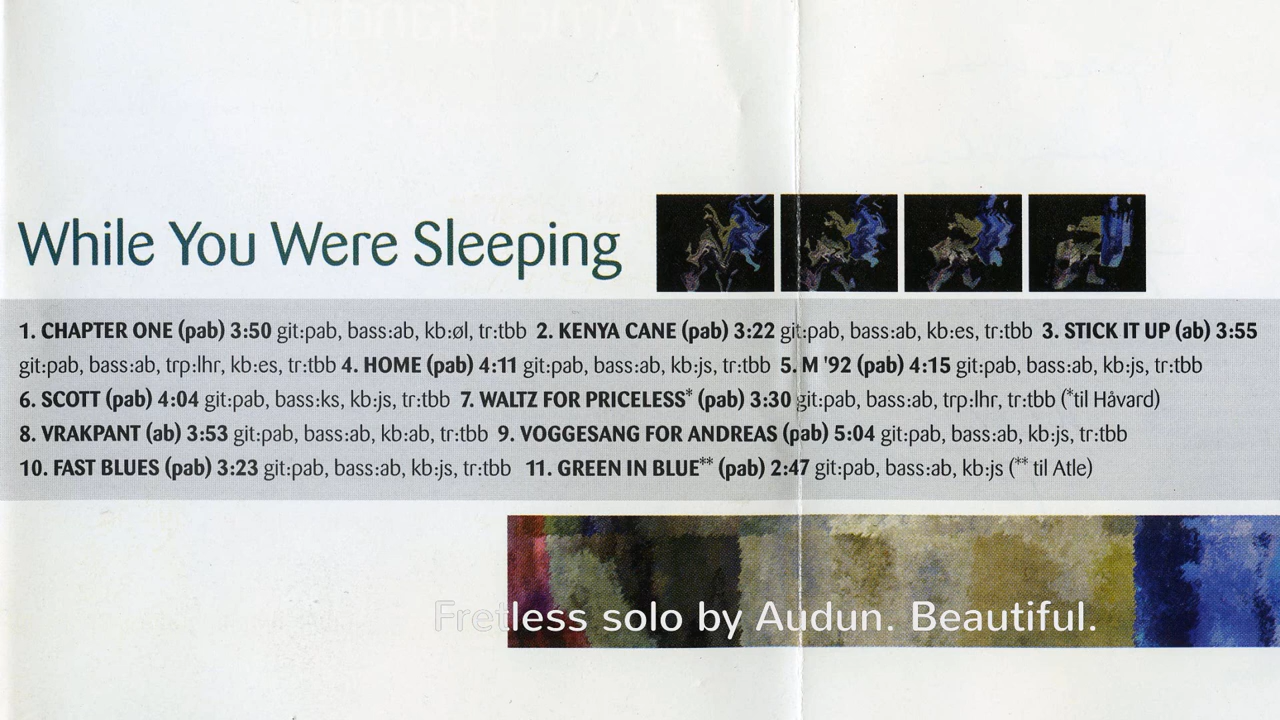 While You Were Sleeping
1. CHAPTER ONE (pab) 3:50 git:pab, bass:ab, kb:øl, tr:tbb 2. KENYA CANE (pab) 3:22 git:pab, bass:ab, kb:es, tr:tbb 3. STICK IT UP (ab) 3:55
git:pab, bass:ab, trp:lhr, kb:es, tr:tbb 4. HOME (pab) 4:11 git:pab, bass:ab, kb:js, tr:tbb 5. M '92 (pab) 4:15 git:pab, bass:ab, kb:js, tr:tbb
6. SCOTT (pab) 4:04 git:pab, bass:ks, kb:js, tr:tbb 7. WALTZ FOR PRICELESS* (pab) 3:30 git:pab, bass:ab, trp:lhr, tr:tbb (*til Håvard)
8. VRAKPANT (ab) 3:53 git:pab, bass:ab, kb:ab, tr:tbb 9. VOGGESANG FOR ANDREAS (pab) 5:04 git:pab, bass:ab, kb:js, tr:tbb
10. FAST BLUES (pab) 3:23 git:pab, bass:ab, kb:js, tr:tbb 11. GREEN IN BLUE** (pab) 2:47 git:pab, bass:ab, kb:js (** til Atle)
Fretless solo by Audun. Beautiful.